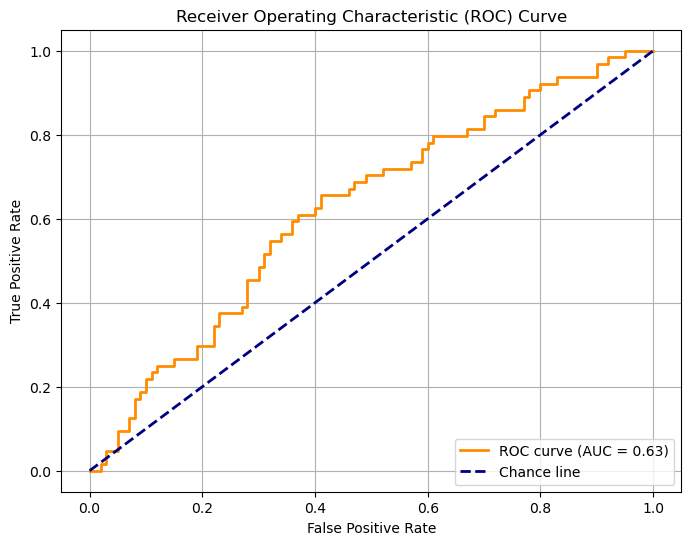 Receiver Operating Characteristic (ROC) Curve
1.0
0.8
0.6
0.4
0.2
0.0
True Positive Rate
ROC curve (AUC = 0.63)
Chance line
0.0 0.2 0.4 0.6 0.8 1.0
False Positive Rate